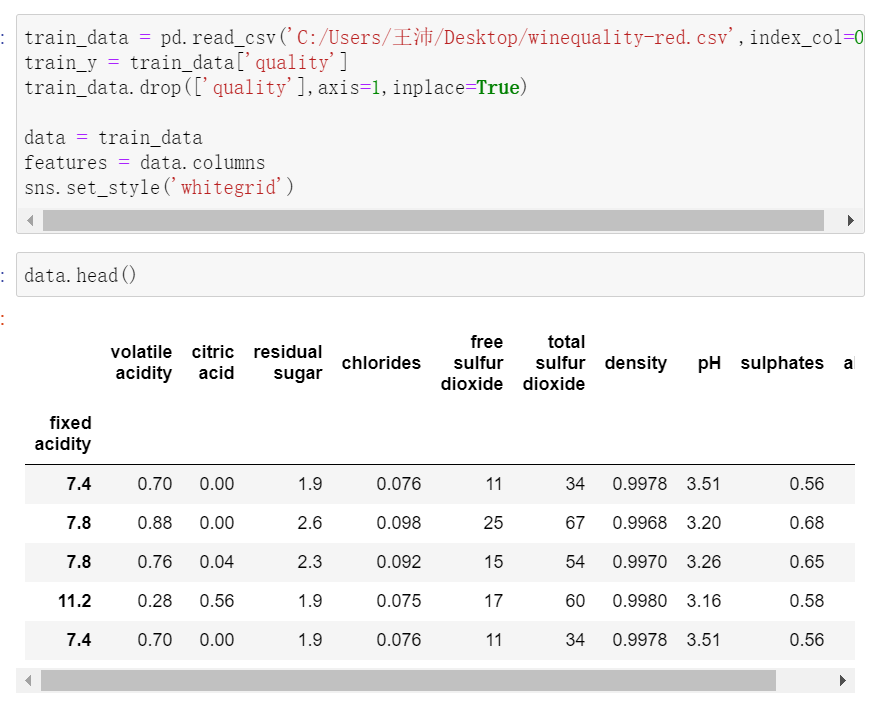 train_data = pd.read_csv('C:/Users/王沛/Desktop/winequality-red.csv',index_col=0
train_y = train_data['quality']
train_data.drop(['quality'],axis=1,inplace=True)
data = train_data
features = data.columns
sns.set_style('whitegrid')
data.head()
volatile acidity citric acid residual sugar chlorides free sulfur dioxide total sulfur dioxide density pH sulphates al
fixed acidity
7.4 0.70 0.00 1.9 0.076 11 34 0.9978 3.51 0.56
7.8 0.88 0.00 2.6 0.098 25 67 0.9968 3.20 0.68
7.8 0.76 0.04 2.3 0.092 15 54 0.9970 3.26 0.65
11.2 0.28 0.56 1.9 0.075 17 60 0.9980 3.16 0.58
7.4 0.70 0.00 1.9 0.076 11 34 0.9978 3.51 0.56